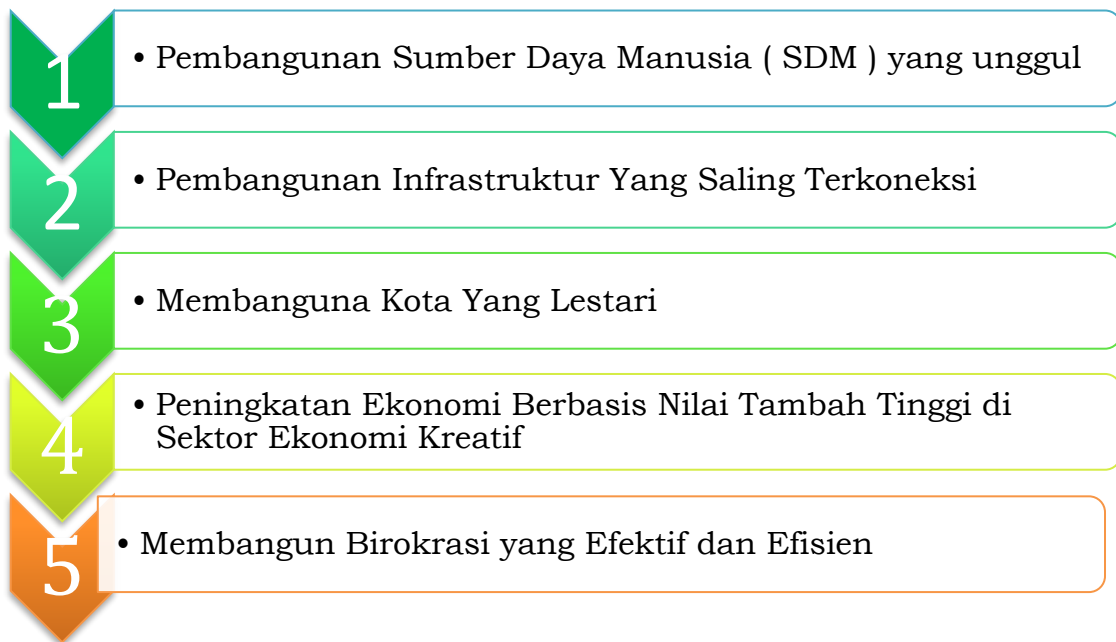 1
• Pembangunan Sumber Daya Manusia ( SDM ) yang unggul
2
• Pembangunan Infrastruktur Yang Saling Terkoneksi
3
• Membanguna Kota Yang Lestari
4
• Peningkatan Ekonomi Berbasis Nilai Tambah Tinggi di
Sektor Ekonomi Kreatif
5
• Membangun Birokrasi yang Efektif dan Efisien